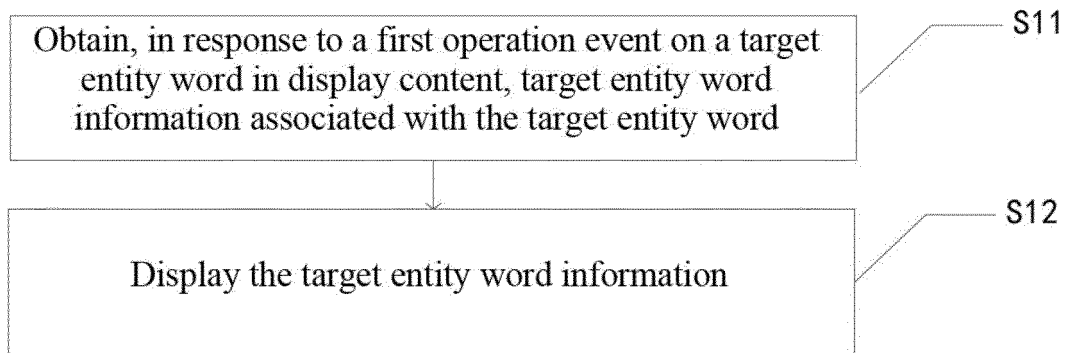 Obtain, in response to a first operation event on a target
entity word in display content, target entity word
information associated with the target entity word
S11
Display the target entity word information
S12